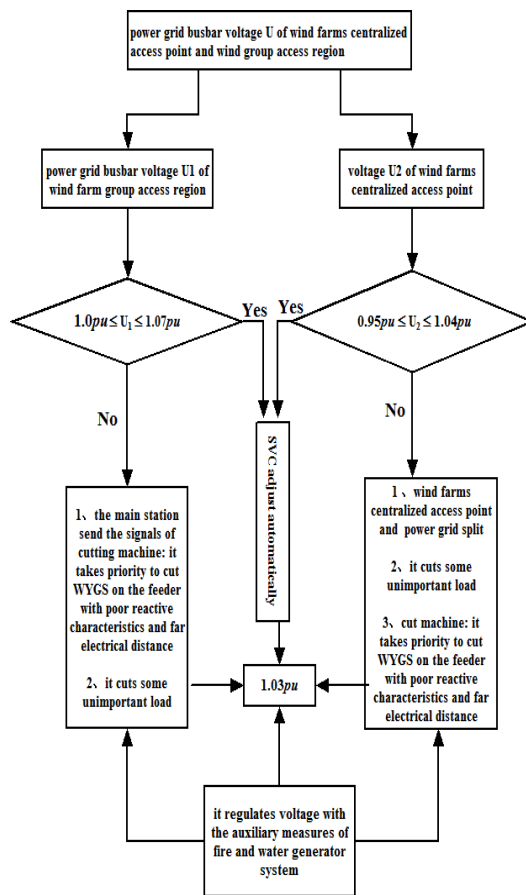 power grid busbar voltage U of wind farms centralized
access point and wind group access region
power grid busbar voltage U1 of
wind farm group access region
voltage U2 of wind farms
centralized access point
1.0pu ≤ U₁ ≤ 1.07pu
Yes
Yes
0.95pu ≤ U₂ ≤ 1.04pu
No
No
SVC adjust automatically
1、the main station
send the signals of
cutting machine: it
takes priority to cut
WYGS on the feeder
with poor reactive
characteristics and far
electrical distance
2、it cuts some
unimportant load
1、wind farms
centralized access point
and power grid split
2、it cuts some
unimportant load
3、cut machine: it
takes priority to cut
WYGS on the feeder
with poor reactive
characteristics and far
electrical distance
1.03pu
it regulates voltage with
the auxiliary measures of
fire and water generator
system